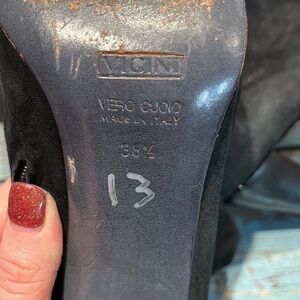 VICINI
VERO CUOIO
MADE IN ITALY
38½
13